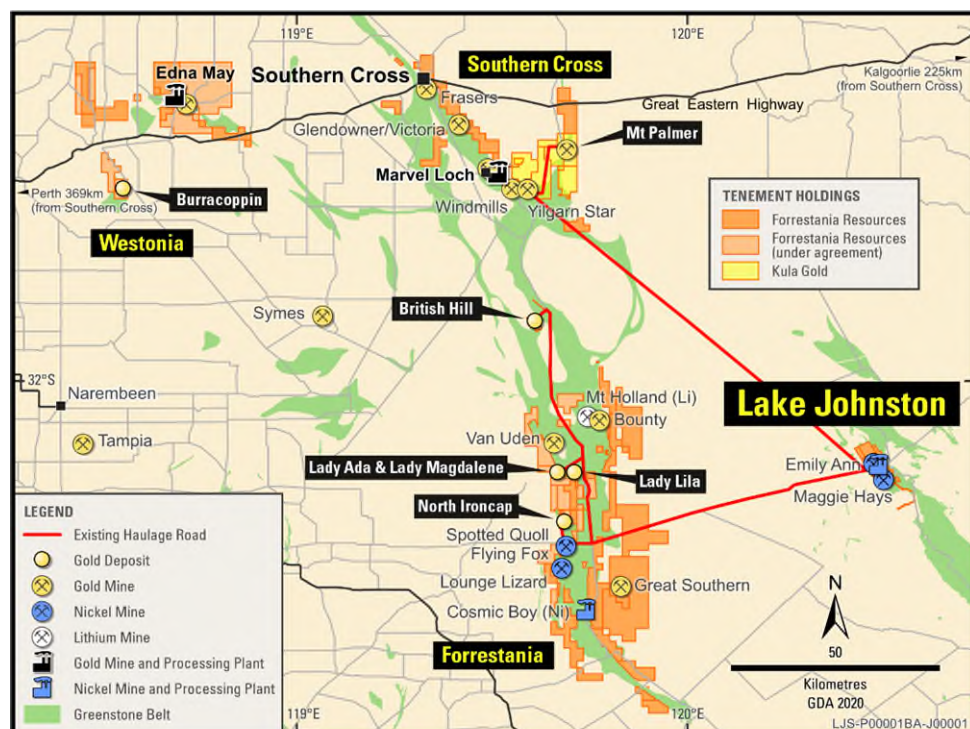 119°E
120°E
Edna May
Southern Cross
Southern Cross
Kalgoorlie 225km
(from Southern Cross)
Frasers
Great Eastern Highway
Glendowner/Victoria
Mt Palmer
Marvel Loch
Perth 369km
(from Southern Cross)
Burracoppin
Windmills
Yilgarn Star
Westonia
TENEMENT HOLDINGS
Forrestania Resources
Forrestania Resources
(under agreement)
Kula Gold
British Hill
Symes
32°S
32°S
Narembeen
Mt Holland (Li)
Bounty
Lake Johnston
Tampia
Van Uden
Lady Ada & Lady Magdalene
Lady Lila
Emily Ann
Maggie Hays
North Ironcap
Spotted Quoll
Flying Fox
Lounge Lizard
Great Southern
Cosmic Boy (Ni)
Forrestania
LEGEND
Existing Haulage Road
Gold Deposit
Gold Mine
Nickel Mine
Lithium Mine
Gold Mine and Processing Plant
Nickel Mine and Processing Plant
Greenstone Belt
N
50
Kilometres
GDA 2020
119°E
120°E
LJS-P00001BA-J00001